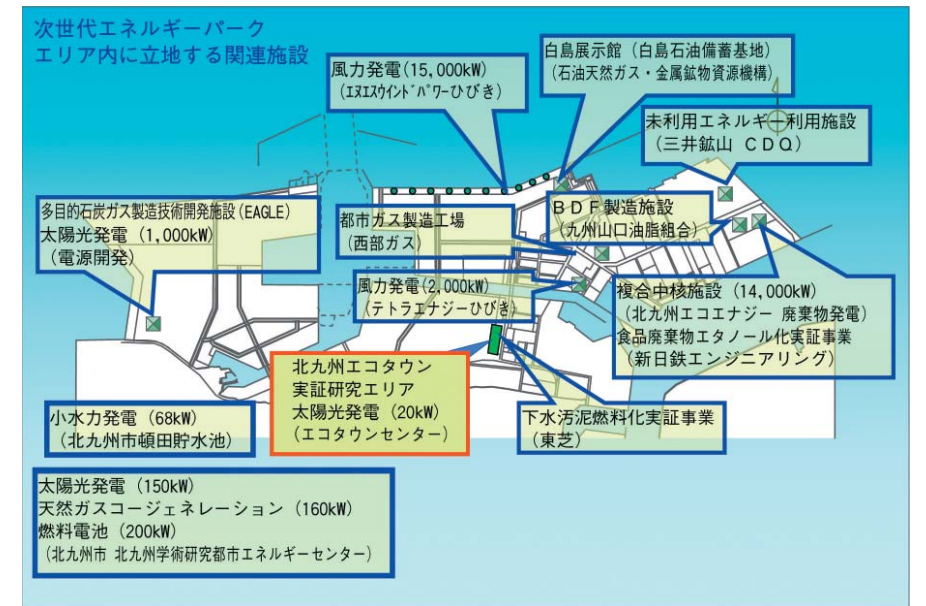 次世代エネルギーパーク
エリア内に立地する関連施設
風力発電(15,000kW)
(エヌエスウインドパワーひびき)
白島展示館（白島石油備蓄基地）
(石油天然ガス・金属鉱物資源機構)
未利用エネルギー利用施設
（三井鉱山 CDQ）
多目的石炭ガス製造技術開発施設(EAGLE)
太陽光発電（1,000kW）
（電源開発）
都市ガス製造工場
（西部ガス）
BDF製造施設
（九州山口油脂組合）
風力発電(2,000kW)
（テトラエナジーひびき）
複合中核施設（14,000kW）
（北九州エコエナジー 廃棄物発電）
食品廃棄物エタノール化実証事業
（新日鉄エンジニアリング）
北九州エコタウン
実証研究エリア
太陽光発電（20kW）
（エコタウンセンター）
小水力発電（68kW）
（北九州市頓田貯水池）
下水汚泥燃料化実証事業
（東芝）
太陽光発電（150kW）
天然ガスコージェネレーション（160kW）
燃料電池（200kW）
（北九州市 北九州学術研究都市エネルギーセンター）